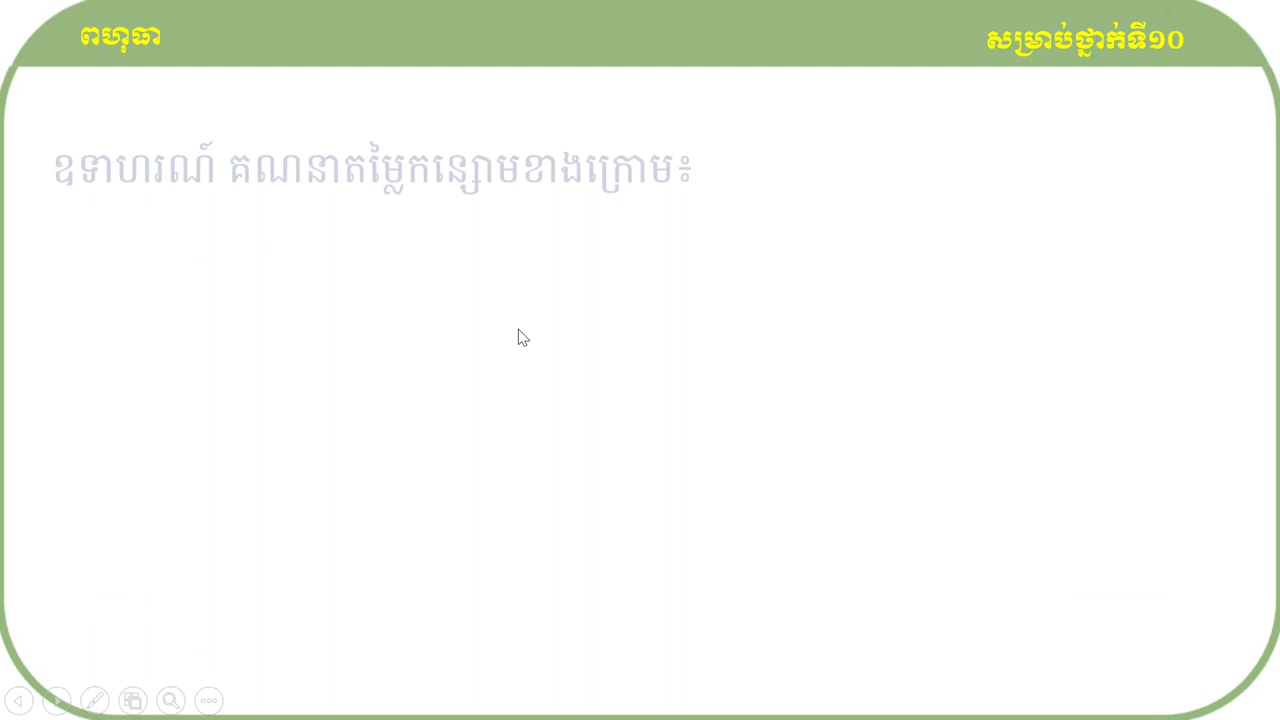 ពហុធា
សម្រាប់ថ្នាក់ទី១០
ឧទាហរណ៍ គណនាតម្លៃកន្សោមខាងក្រោម៖